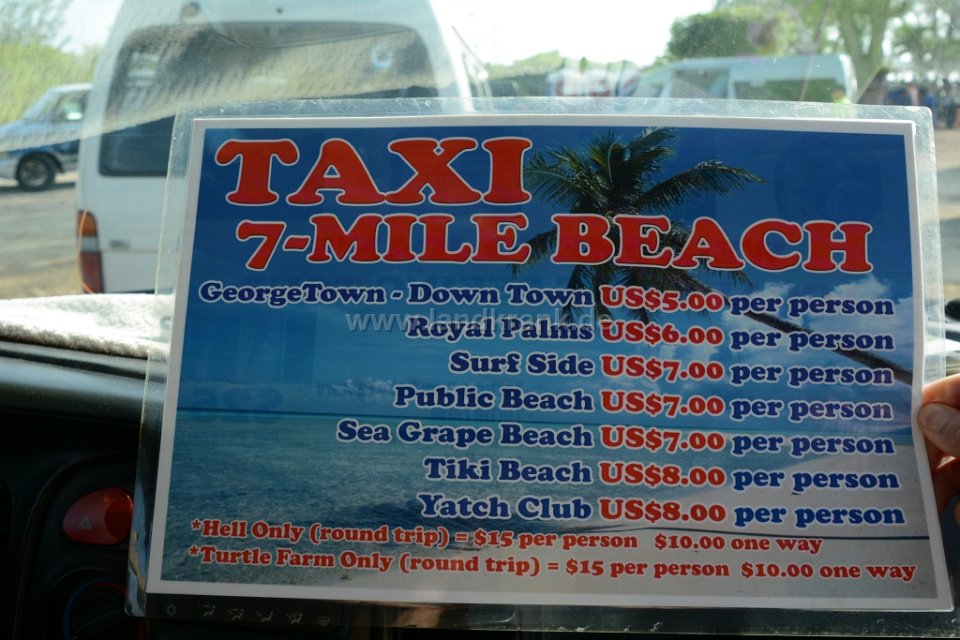 TAXI
7-MILE BEACH
GeorgeTown - Down Town US$5.00 per person
www.landkrank.de
Royal Palms US$6.00 per person
Surf Side US$7.00 per person
Public Beach US$7.00 per person
Sea Grape Beach US$7.00 per person
Tiki Beach US$8.00 per person
Yatch Club US$8.00 per person
*Hell Only (round trip) = $15 per person $10.00 one way
*Turtle Farm Only (round trip) = $15 per person $10.00 one way